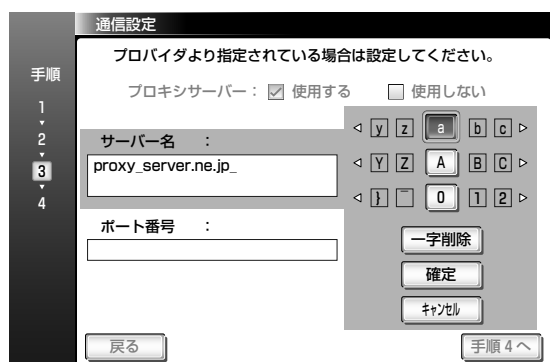 通信設定
プロバイダより指定されている場合は設定してください。
手順
1
2
3
4
プロキシサーバー： 使用する 使用しない
サーバー名 ：
proxy_server.ne.jp_
y z a b c
Y Z A B C
} ¯ 0 1 2
ポート番号 ：
一字削除
確定
ｷｬﾝｾﾙ
戻る
手順4へ